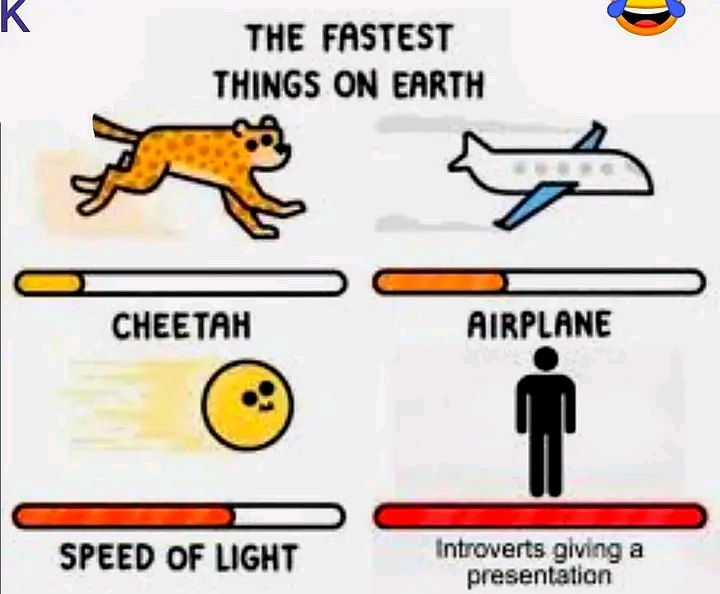 K
THE FASTEST
THINGS ON EARTH
CHEETAH
AIRPLANE
SPEED OF LIGHT
Introverts giving a
presentation